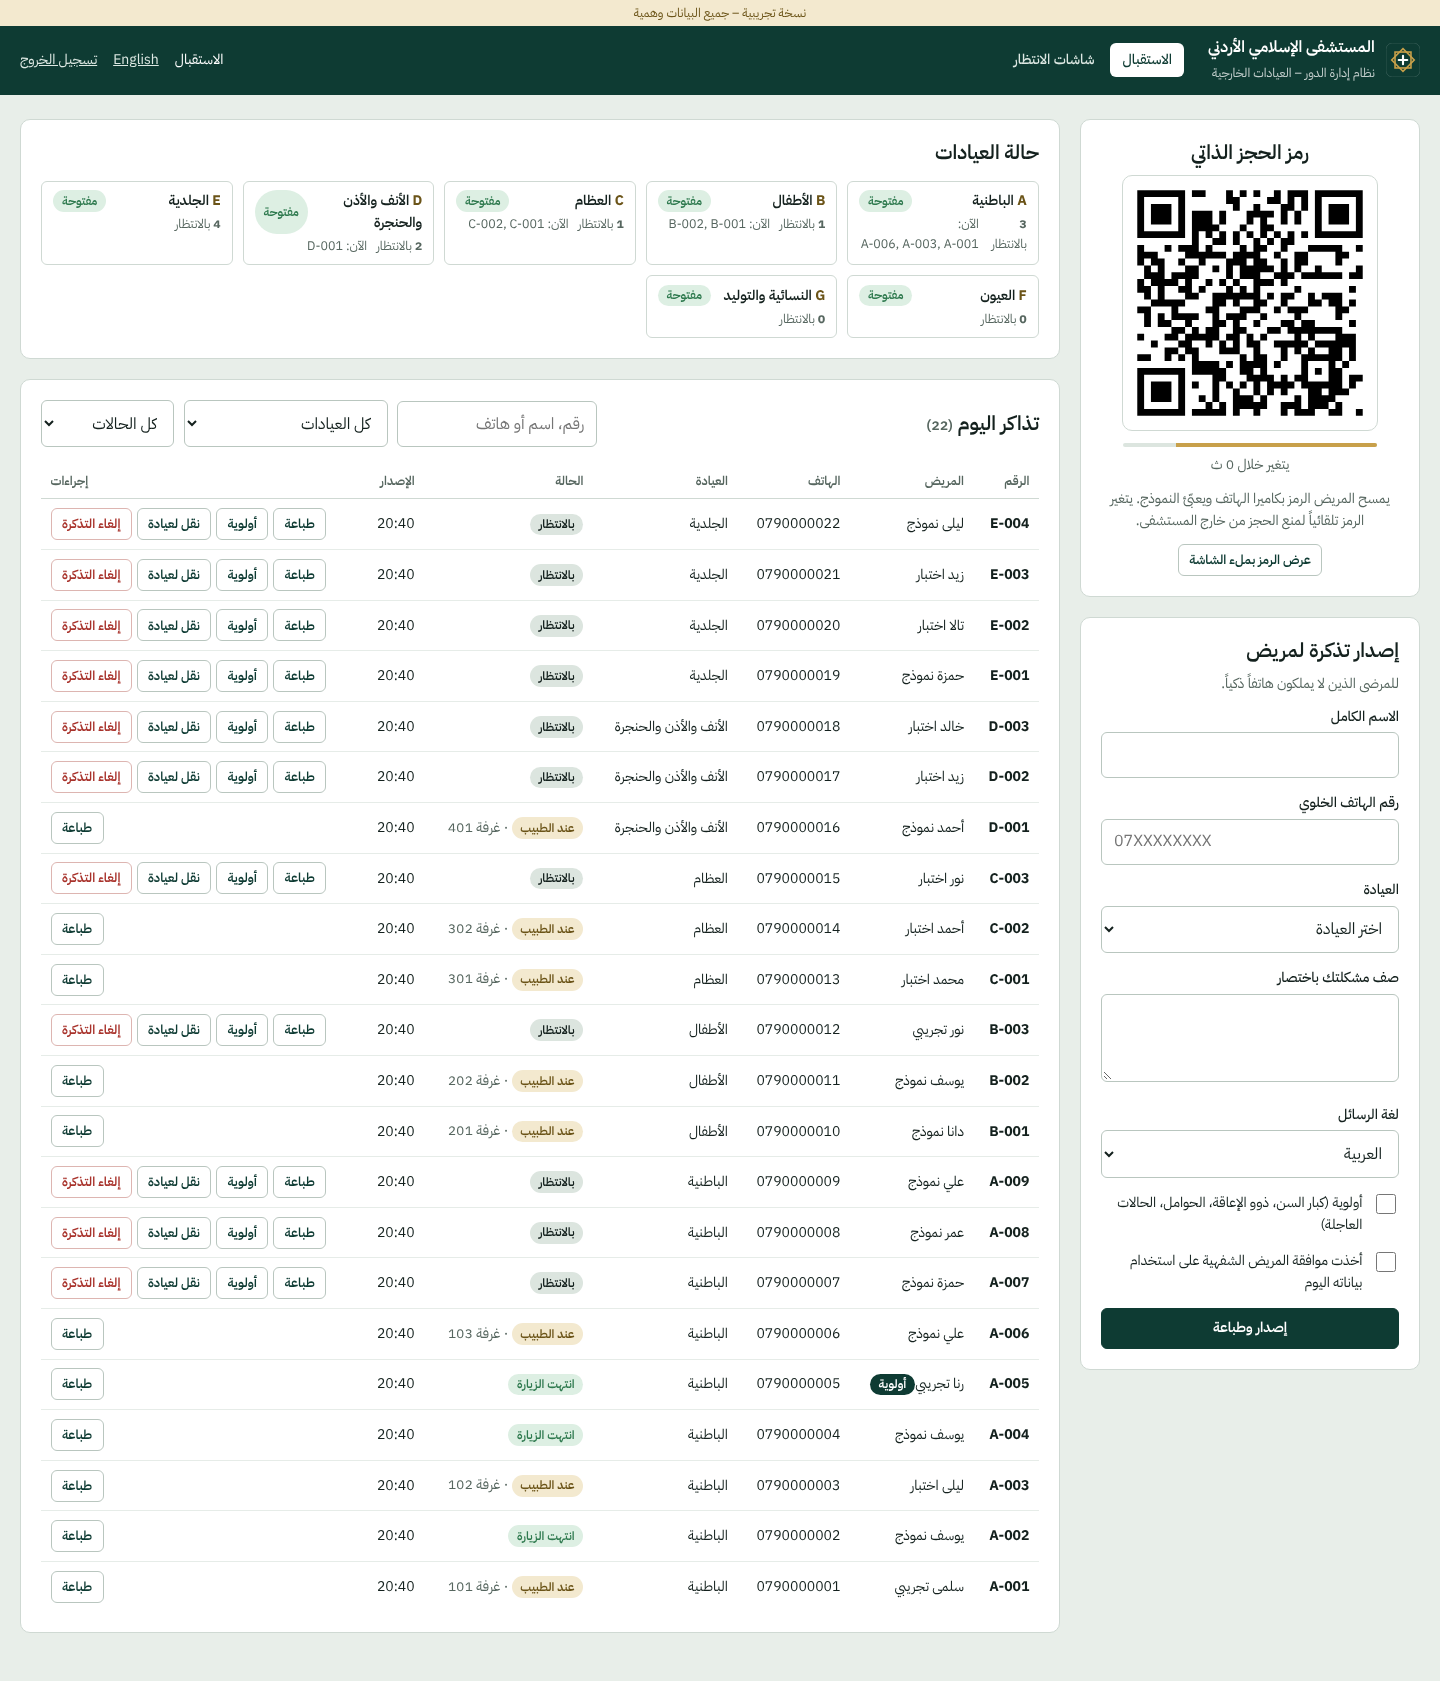 نسخة تجريبية – جميع البيانات وهمية
المستشفى الإسلامي الأردني
نظام إدارة الدور – العيادات الخارجية
الاستقبال
شاشات الانتظار
الاستقبال
English
تسجيل الخروج
رمز الحجز الذاتي
يتغير خلال 0 ث
يمسح المريض الرمز بكاميرا الهاتف ويعبّئ النموذج. يتغير
الرمز تلقائياً لمنع الحجز من خارج المستشفى.
عرض الرمز بملء الشاشة
إصدار تذكرة لمريض
للمرضى الذين لا يملكون هاتفاً ذكياً.
الاسم الكامل
رقم الهاتف الخلوي
07XXXXXXXX
العيادة
اختر العيادة
صف مشكلتك باختصار
لغة الرسائل
العربية
أولوية (كبار السن، ذوو الإعاقة، الحوامل، الحالات
العاجلة)
أخذت موافقة المريض الشفهية على استخدام
بياناته اليوم
إصدار وطباعة
حالة العيادات
A الباطنية مفتوحة
3 بالانتظار الآن: A-006, A-003, A-001
B الأطفال مفتوحة
1 بالانتظار الآن: B-002, B-001
C العظام مفتوحة
1 بالانتظار الآن: C-002, C-001
D الأنف والأذن
والحنجرة مفتوحة
2 بالانتظار الآن: D-001
E الجلدية مفتوحة
4 بالانتظار
F العيون مفتوحة
0 بالانتظار
G النسائية والتوليد مفتوحة
0 بالانتظار
تذاكر اليوم (22)
رقم، اسم أو هاتف
كل العيادات
كل الحالات
الرقم المريض الهاتف العيادة الحالة الإصدار إجراءات
E-004 ليلى نموذج 0790000022 الجلدية بالانتظار 20:40 طباعة أولوية نقل لعيادة إلغاء التذكرة
E-003 زيد اختبار 0790000021 الجلدية بالانتظار 20:40 طباعة أولوية نقل لعيادة إلغاء التذكرة
E-002 تالا اختبار 0790000020 الجلدية بالانتظار 20:40 طباعة أولوية نقل لعيادة إلغاء التذكرة
E-001 حمزة نموذج 0790000019 الجلدية بالانتظار 20:40 طباعة أولوية نقل لعيادة إلغاء التذكرة
D-003 خالد اختبار 0790000018 الأنف والأذن والحنجرة بالانتظار 20:40 طباعة أولوية نقل لعيادة إلغاء التذكرة
D-002 زيد اختبار 0790000017 الأنف والأذن والحنجرة بالانتظار 20:40 طباعة أولوية نقل لعيادة إلغاء التذكرة
D-001 أحمد نموذج 0790000016 الأنف والأذن والحنجرة عند الطبيب · غرفة 401 20:40 طباعة
C-003 نور اختبار 0790000015 العظام بالانتظار 20:40 طباعة أولوية نقل لعيادة إلغاء التذكرة
C-002 أحمد اختبار 0790000014 العظام عند الطبيب · غرفة 302 20:40 طباعة
C-001 محمد اختبار 0790000013 العظام عند الطبيب · غرفة 301 20:40 طباعة
B-003 نور تجريبي 0790000012 الأطفال بالانتظار 20:40 طباعة أولوية نقل لعيادة إلغاء التذكرة
B-002 يوسف نموذج 0790000011 الأطفال عند الطبيب · غرفة 202 20:40 طباعة
B-001 دانا نموذج 0790000010 الأطفال عند الطبيب · غرفة 201 20:40 طباعة
A-009 علي نموذج 0790000009 الباطنية بالانتظار 20:40 طباعة أولوية نقل لعيادة إلغاء التذكرة
A-008 عمر نموذج 0790000008 الباطنية بالانتظار 20:40 طباعة أولوية نقل لعيادة إلغاء التذكرة
A-007 حمزة نموذج 0790000007 الباطنية بالانتظار 20:40 طباعة أولوية نقل لعيادة إلغاء التذكرة
A-006 علي نموذج 0790000006 الباطنية عند الطبيب · غرفة 103 20:40 طباعة
A-005 رنا تجريبي أولوية 0790000005 الباطنية انتهت الزيارة 20:40 طباعة
A-004 يوسف نموذج 0790000004 الباطنية انتهت الزيارة 20:40 طباعة
A-003 ليلى اختبار 0790000003 الباطنية عند الطبيب · غرفة 102 20:40 طباعة
A-002 يوسف نموذج 0790000002 الباطنية انتهت الزيارة 20:40 طباعة
A-001 سلمى تجريبي 0790000001 الباطنية عند الطبيب · غرفة 101 20:40 طباعة